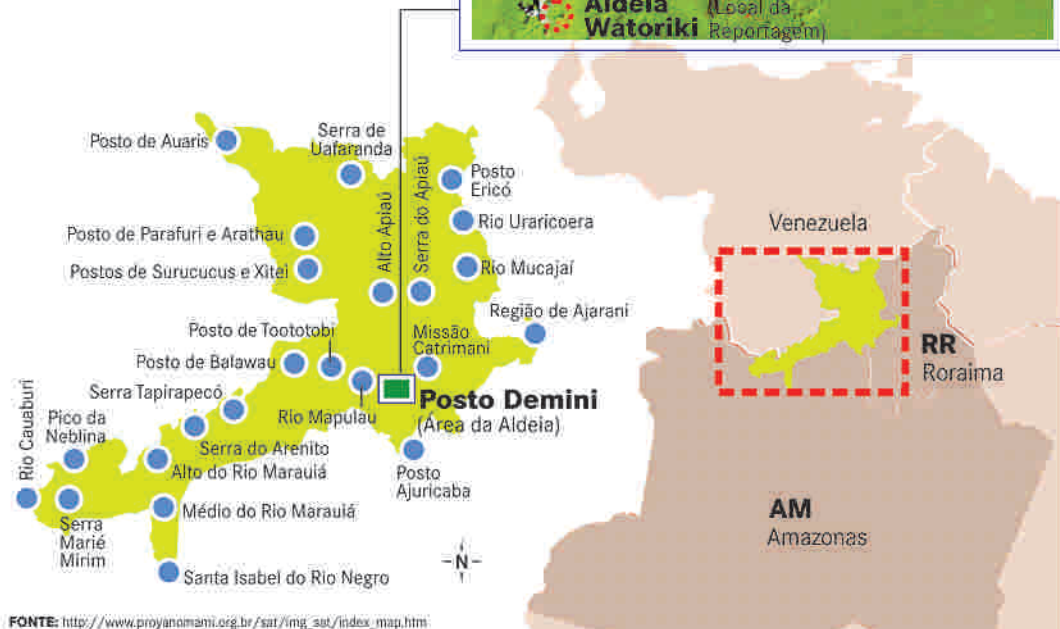 Aldeia (Local da
Watoriki Reportagem)
Posto de Auaris
Serra de
Uafaranda
Alto Apiaú
Serra do Apiaú
Posto
Ericó
Rio Uraricoera
Rio Mucajaí
Posto de Parafuri e Arathau
Postos de Surucucus e Xitei
Região de Ajarani
Posto de Tootobi
Missão
Catrimani
Posto de Balawau
Serra Tapirapecó
Rio Mapulau
Posto Demini
(Área da Aldeia)
Rio Cauaburi
Pico da
Neblina
Serra do Arenito
Alto do Rio Marauiá
Posto
Ajuricaba
Médio do Rio Marauiá
Serra
Marié
Mirim
Santa Isabel do Rio Negro
N
Venezuela
RR
Roraima
AM
Amazonas
FONTE: http://www.proyanomami.org.br/sat/img_sat/index_map.htm